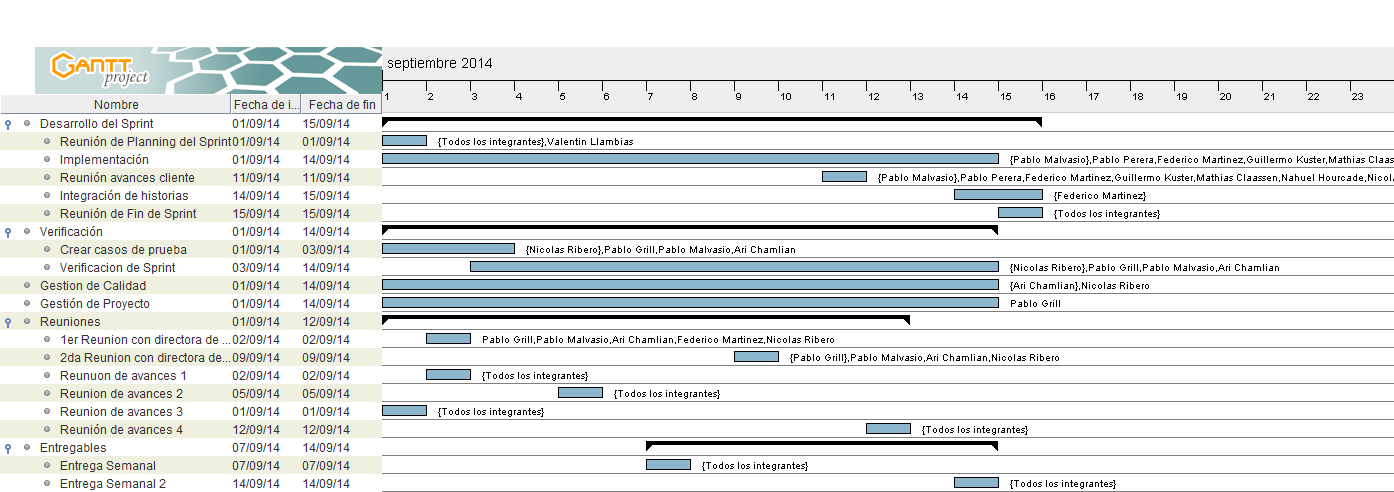 GANTT project
septiembre 2014
Nombre Fecha de i... Fecha de fin 1 2 3 4 5 6 7 8 9 10 11 12 13 14 15 16 17 18 19 20 21 22 23
Desarrollo del Sprint 01/09/14 15/09/14
Reunión de Planning del Sprint 01/09/14 01/09/14 {Todos los integrantes},Valentin Llambias
Implementación 01/09/14 14/09/14 {Pablo Malvasio},Pablo Perera,Federico Martinez,Guillermo Kuster,Mathias Claass
Reunión avances cliente 11/09/14 11/09/14 {Pablo Malvasio},Pablo Perera,Federico Martinez,Guillermo Kuster,Mathias Claassen,Nahuel Hourcade,Nicol
Integración de historias 14/09/14 15/09/14 {Federico Martinez}
Reunión de Fin de Sprint 15/09/14 15/09/14 {Todos los integrantes}
Verificación 01/09/14 14/09/14
Crear casos de prueba 01/09/14 03/09/14 {Nicolas Ribero},Pablo Grill,Pablo Malvasio,Ari Chamlian
Verificacion de Sprint 03/09/14 14/09/14 {Nicolas Ribero},Pablo Grill,Pablo Malvasio,Ari Chamlian
Gestion de Calidad 01/09/14 14/09/14 {Ari Chamlian},Nicolas Ribero
Gestión de Proyecto 01/09/14 14/09/14 Pablo Grill
Reuniones 01/09/14 12/09/14
1er Reunion con directora de ... 02/09/14 02/09/14 Pablo Grill,Pablo Malvasio,Ari Chamlian,Federico Martinez,Nicolas Ribero
2da Reunion con directora de... 09/09/14 09/09/14 {Pablo Grill},Pablo Malvasio,Ari Chamlian,Nicolas Ribero
Reunuon de avances 1 02/09/14 02/09/14 {Todos los integrantes}
Reunion de avances 2 05/09/14 05/09/14 {Todos los integrantes}
Reunion de avances 3 01/09/14 01/09/14 {Todos los integrantes}
Reunión de avances 4 12/09/14 12/09/14 {Todos los integrantes}
Entregables 07/09/14 14/09/14
Entrega Semanal 07/09/14 07/09/14 {Todos los integrantes}
Entrega Semanal 2 14/09/14 14/09/14 {Todos los integrantes}